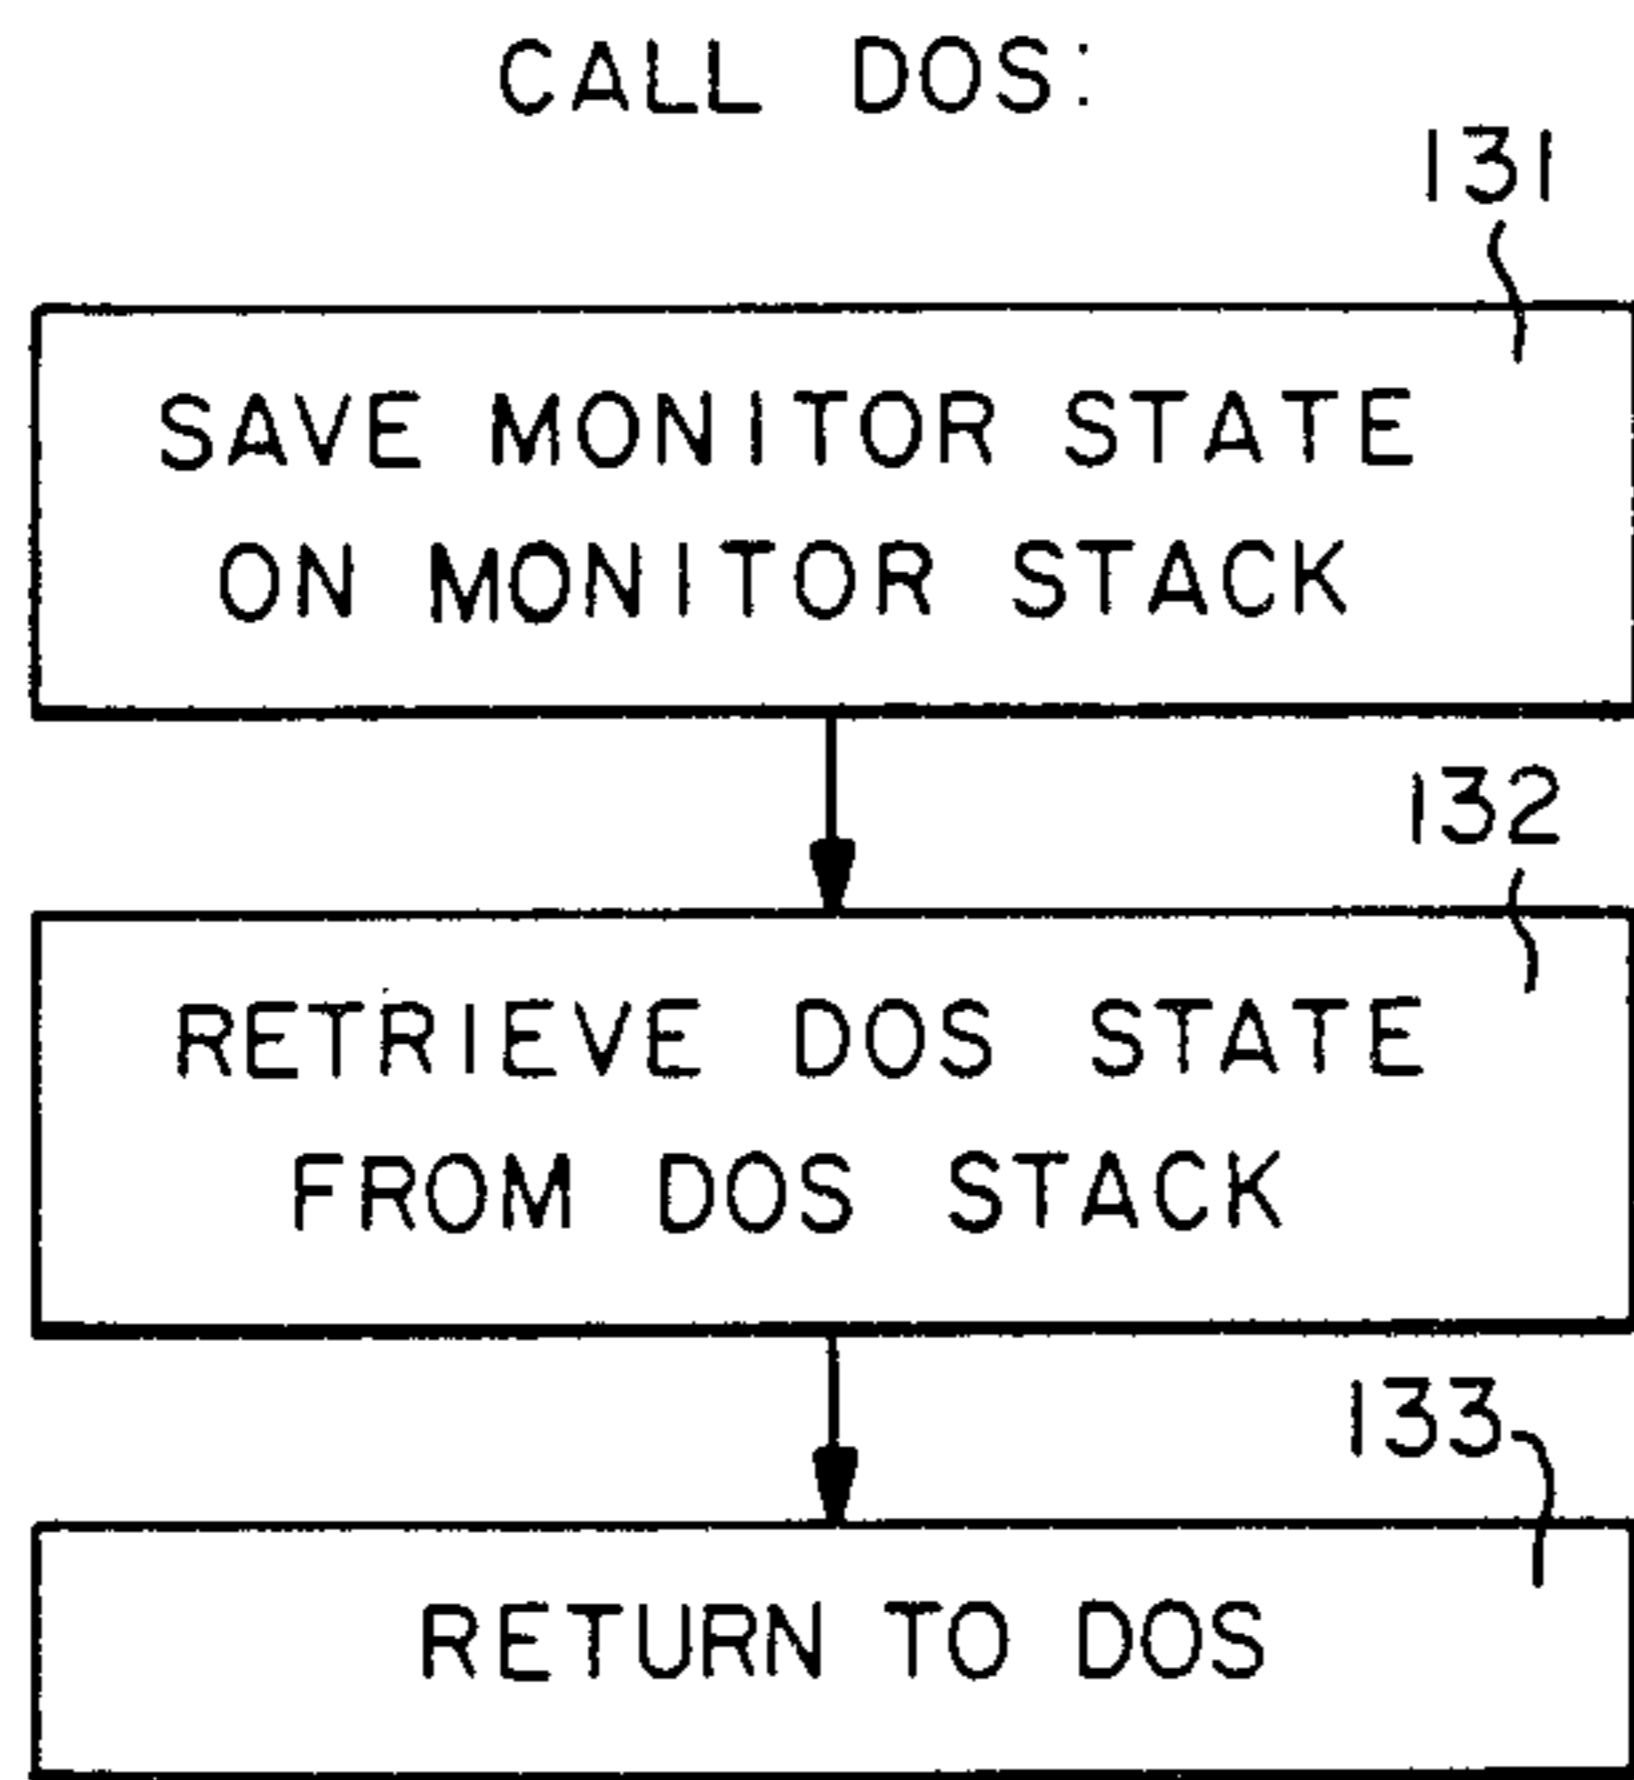 CALL DOS:
131
SAVE MONITOR STATE
ON MONITOR STACK
132
RETRIEVE DOS STATE
FROM DOS STACK
133
RETURN TO DOS